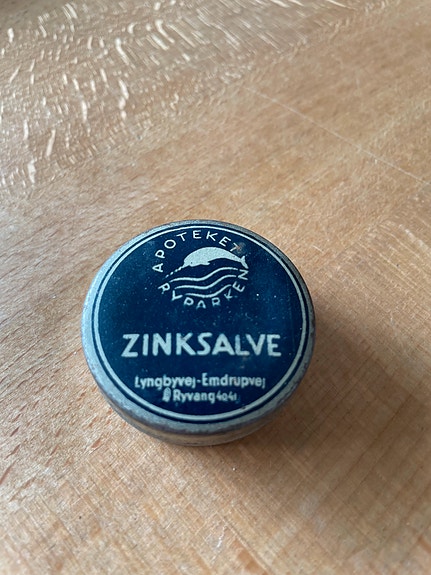 APOTEKET
RYPARKEN
ZINKSALVE
Lyngbyvej-Emdrupvej
Ryvang 4041